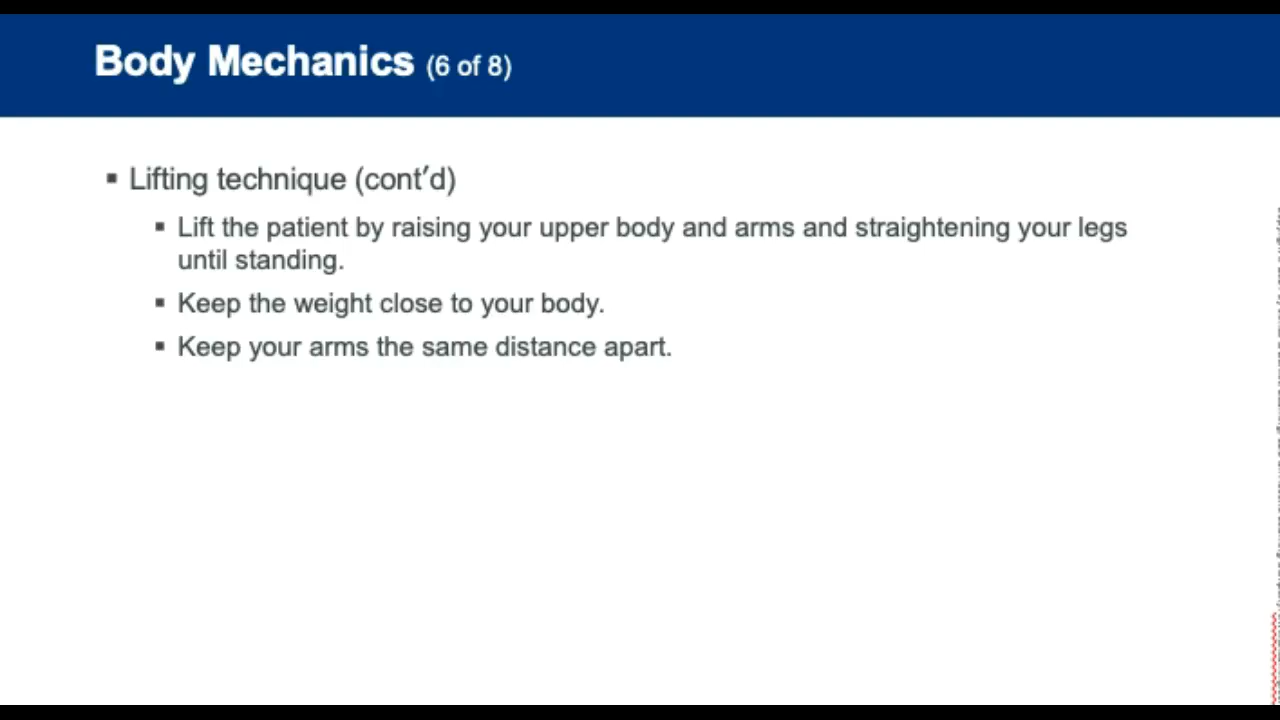 Body Mechanics (6 of 8)
▪ Lifting technique (cont′d)
▪ Lift the patient by raising your upper body and arms and straightening your legs
until standing.
▪ Keep the weight close to your body.
▪ Keep your arms the same distance apart.